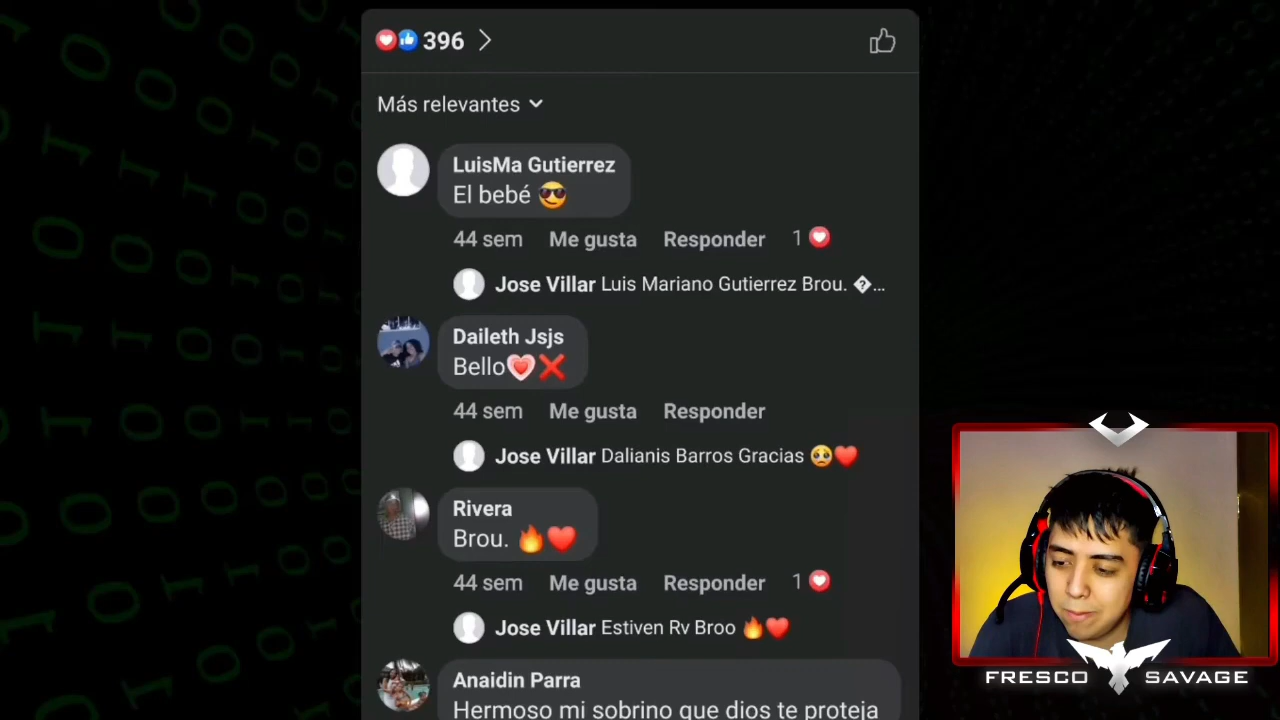 396
Más relevantes
LuisMa Gutierrez
El bebé 😎
44 sem Me gusta Responder 1
Jose Villar Luis Mariano Gutierrez Brou. �...
Daileth Jsjs
Bello💗❌
44 sem Me gusta Responder
Jose Villar Dalianis Barros Gracias 🥺❤️
Rivera
Brou. 🔥❤️
44 sem Me gusta Responder 1
Jose Villar Estiven Rv Broo 🔥❤️
Anaidin Parra
Hermoso mi sobrino que dios te proteja
FRESCO SAVAGE